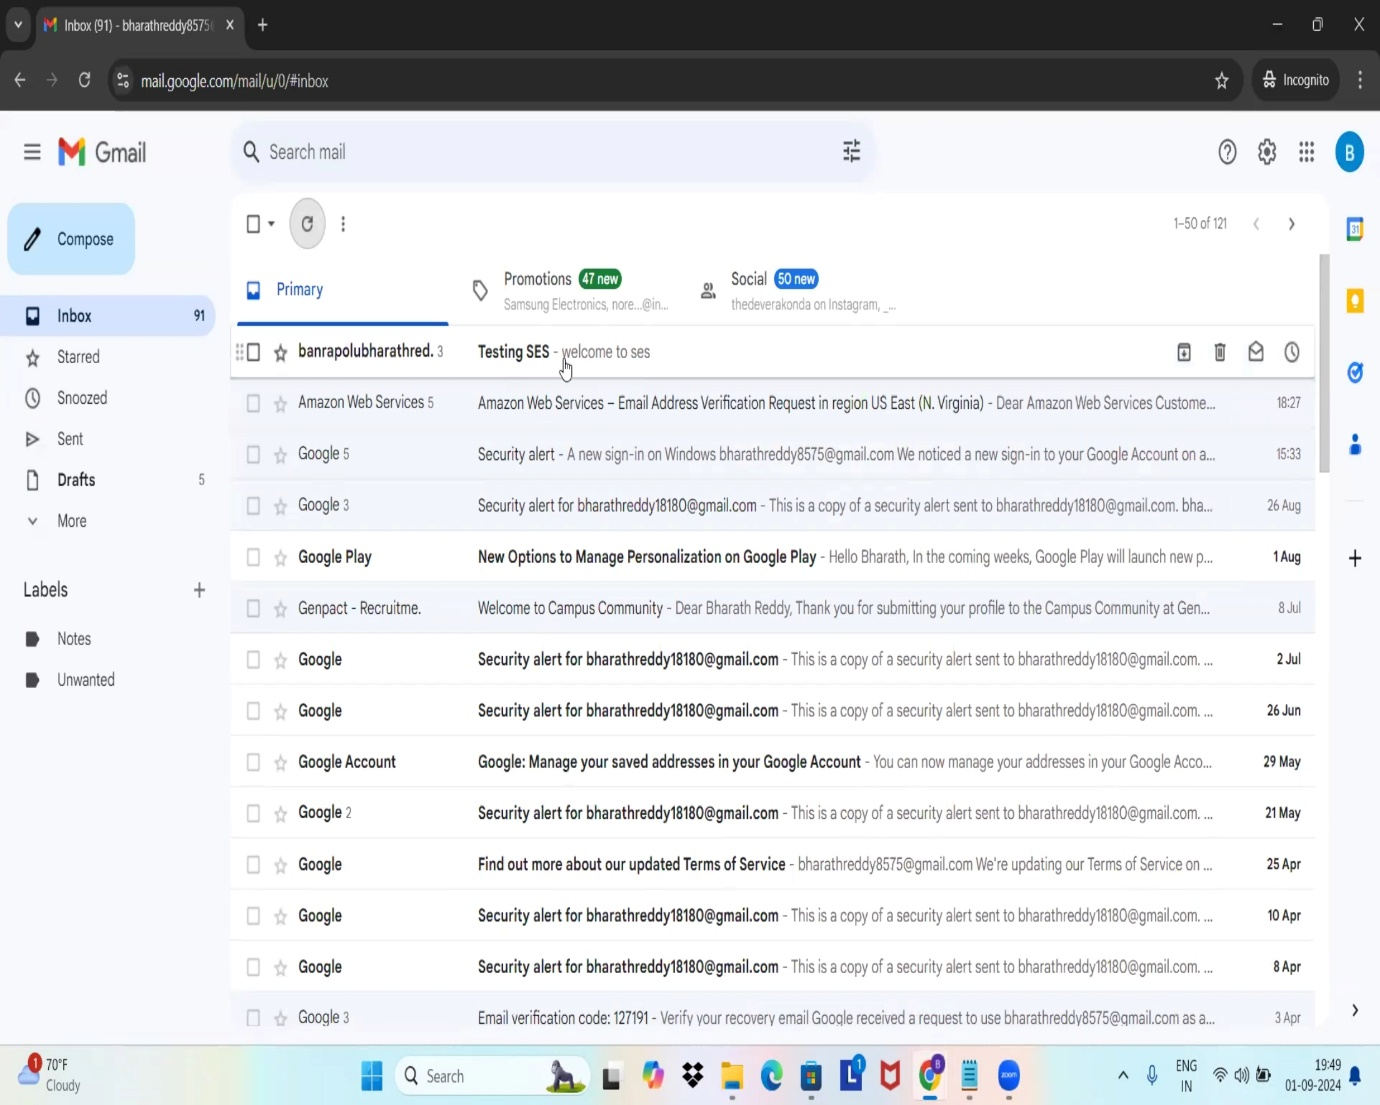 Inbox (91) - bharathreddy8575
mail.google.com/mail/u/0/#inbox
Incognito
Gmail
Search mail
B
Compose
1–50 of 121
Primary
Promotions 47 new
Samsung Electronics, nore...@in...
Social 50 new
thedeverakonda on Instagram, _...
31
Inbox 91
Starred
Snoozed
Sent
Drafts 5
More
Labels
Notes
Unwanted
banrapolubharathred. 3 Testing SES - welcome to ses
Amazon Web Services 5 Amazon Web Services – Email Address Verification Request in region US East (N. Virginia) - Dear Amazon Web Services Custome... 18:27
Google 5 Security alert - A new sign-in on Windows bharathreddy8575@gmail.com We noticed a new sign-in to your Google Account on a... 15:33
Google 3 Security alert for bharathreddy18180@gmail.com - This is a copy of a security alert sent to bharathreddy18180@gmail.com. bha... 26 Aug
Google Play New Options to Manage Personalization on Google Play - Hello Bharath, In the coming weeks, Google Play will launch new p... 1 Aug
Genpact - Recruitme. Welcome to Campus Community - Dear Bharath Reddy, Thank you for submitting your profile to the Campus Community at Gen... 8 Jul
Google Security alert for bharathreddy18180@gmail.com - This is a copy of a security alert sent to bharathreddy18180@gmail.com. ... 2 Jul
Google Security alert for bharathreddy18180@gmail.com - This is a copy of a security alert sent to bharathreddy18180@gmail.com. ... 26 Jun
Google Account Google: Manage your saved addresses in your Google Account - You can now manage your addresses in your Google Acco... 29 May
Google 2 Security alert for bharathreddy18180@gmail.com - This is a copy of a security alert sent to bharathreddy18180@gmail.com. ... 21 May
Google Find out more about our updated Terms of Service - bharathreddy8575@gmail.com We're updating our Terms of Service on ... 25 Apr
Google Security alert for bharathreddy18180@gmail.com - This is a copy of a security alert sent to bharathreddy18180@gmail.com. ... 10 Apr
Google Security alert for bharathreddy18180@gmail.com - This is a copy of a security alert sent to bharathreddy18180@gmail.com. ... 8 Apr
Google 3 Email verification code: 127191 - Verify your recovery email Google received a request to use bharathreddy8575@gmail.com as a... 3 Apr
1
70°F
Cloudy
Search
L 1
B
zoom
ENG
IN
19:49
01-09-2024